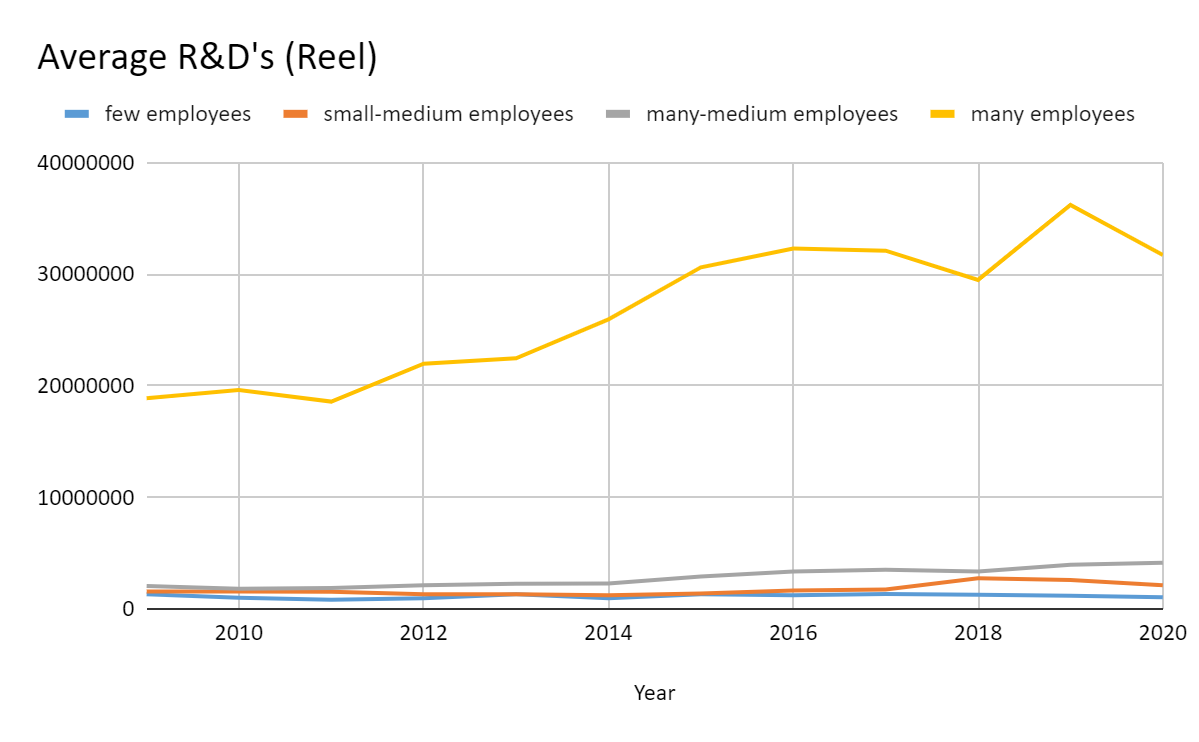 Average R&D's (Reel)
few employees small-medium employees many-medium employees many employees
40000000
30000000
20000000
10000000
0
2010 2012 2014 2016 2018 2020
Year